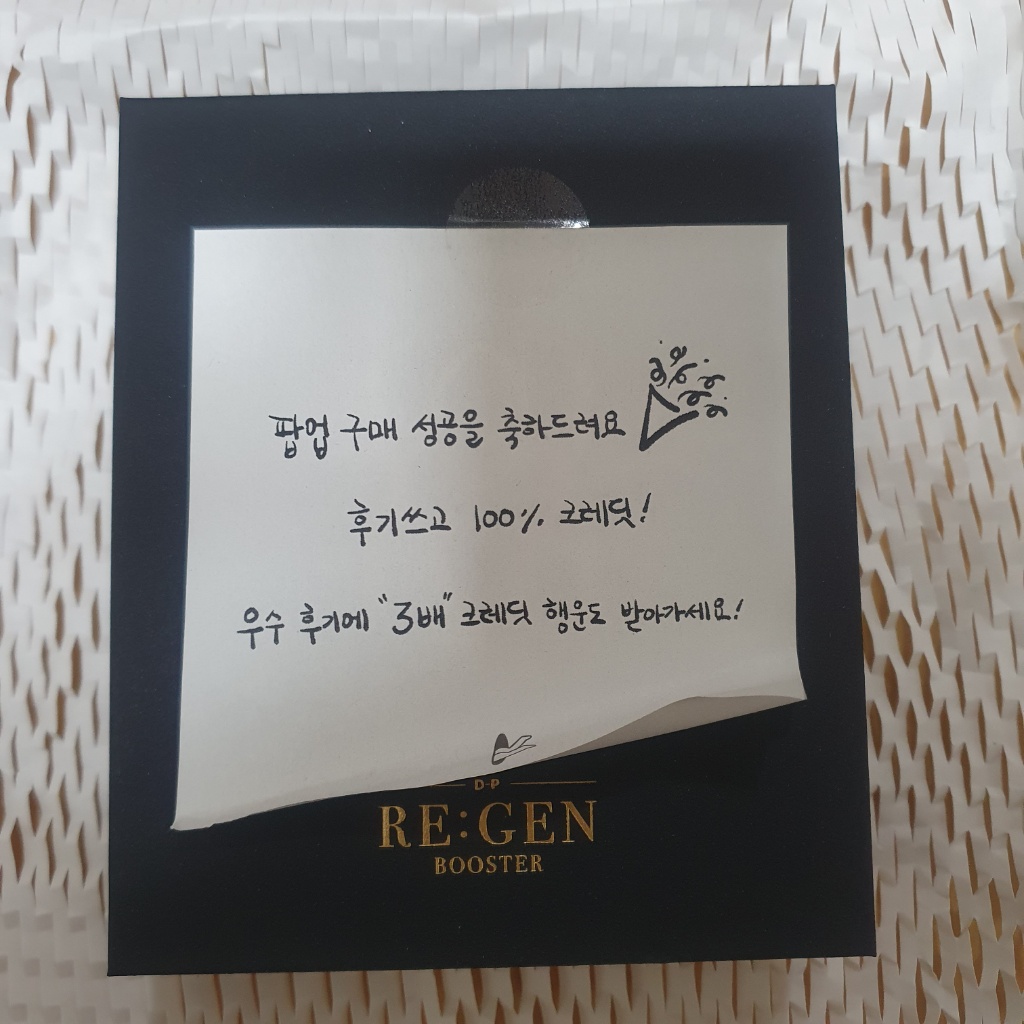 팝업 구매 성공을 축하드려요
후기쓰고 100% 크레딧!
우수 후기에 "3배" 크레딧 행운도 받아가세요!
D-P
RE:GEN
BOOSTER